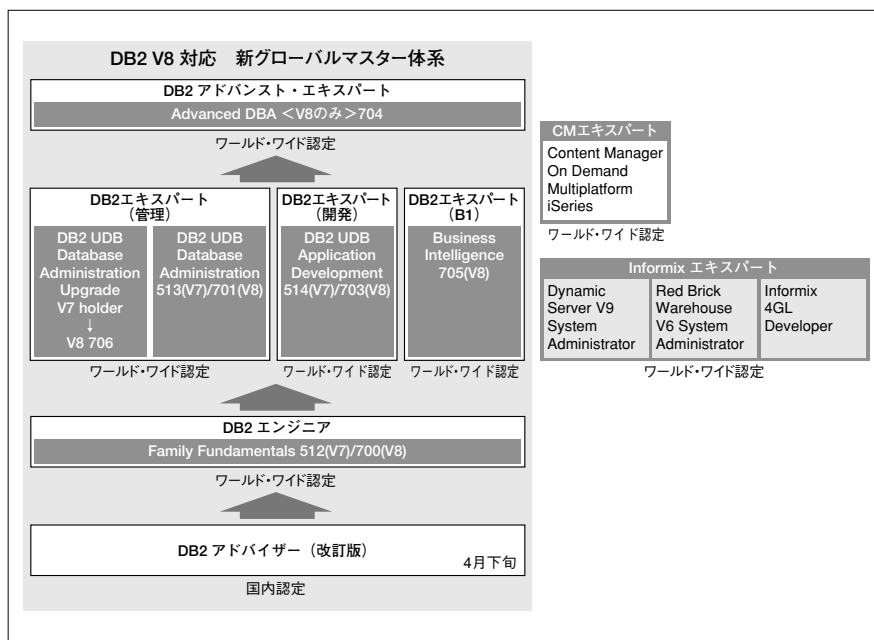 DB2 V8 対応 新グローバルマスター体系
DB2 アドバンスト・エキスパート
Advanced DBA <V8のみ>704
ワールド・ワイド認定
DB2エキスパート
(管理)
DB2 UDB
Database
Administration
Upgrade
V7 holder
↓
V8 706
DB2 UDB
Database
Administration
513(V7)/701(V8)
ワールド・ワイド認定
DB2エキスパート
(開発)
DB2 UDB
Application
Development
514(V7)/703(V8)
ワールド・ワイド認定
DB2エキスパート
(B1)
Business
Intelligence
705(V8)
ワールド・ワイド認定
DB2 エンジニア
Family Fundamentals 512(V7)/700(V8)
ワールド・ワイド認定
DB2 アドバイザー(改訂版)
4月下旬
国内認定
CMエキスパート
Content Manager
On Demand
Multiplatform
iSeries
ワールド・ワイド認定
Informix エキスパート
Dynamic
Server V9
System
Administrator
Red Brick
Warehouse
V6 System
Administrator
Informix
4GL
Developer
ワールド・ワイド認定